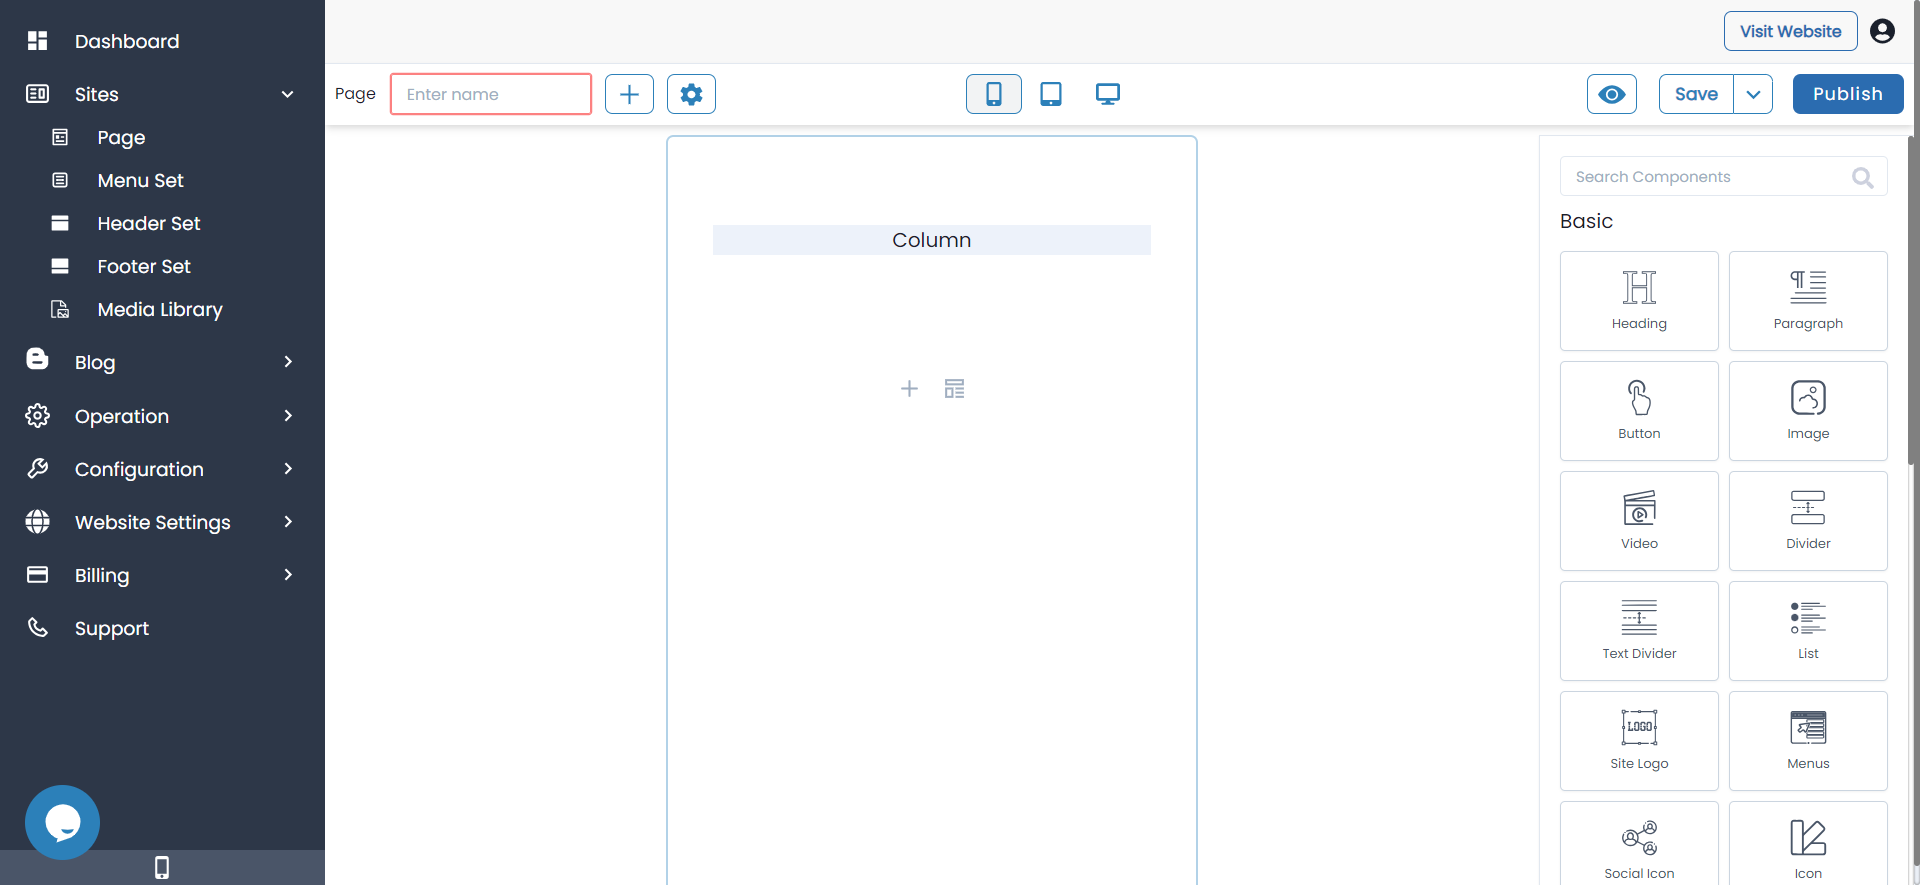 Dashboard
Sites
Page
Menu Set
Header Set
Footer Set
Media Library
Blog
Operation
Configuration
Website Settings
Billing
Support
Visit Website
Page
Enter name
Save
Publish
Column
Search Components
Basic
Heading
Paragraph
Button
Image
Video
Divider
Text Divider
List
LOGO
Site Logo
Menus
Social Icon
Icon